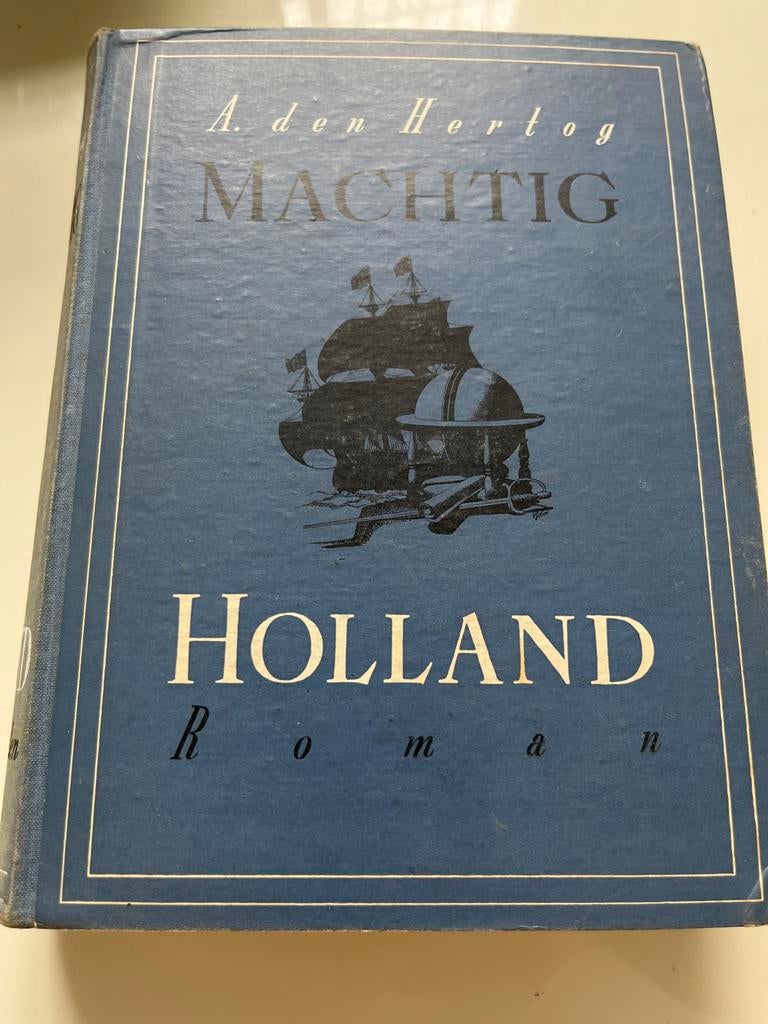 A. den Hertog
MACHTIG
HOLLAND
Roman